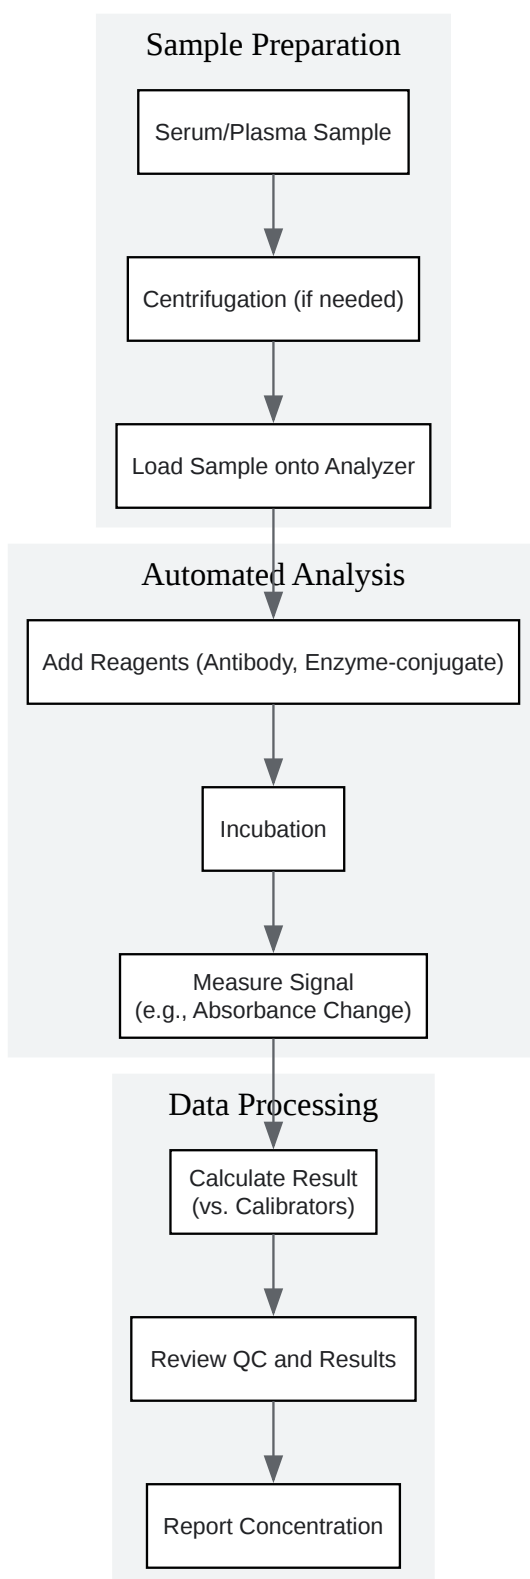 Sample Preparation
Serum/Plasma Sample
Centrifugation (if needed)
Load Sample onto Analyzer
Automated Analysis
Add Reagents (Antibody, Enzyme-conjugate)
Incubation
Measure Signal
(e.g., Absorbance Change)
Data Processing
Calculate Result
(vs. Calibrators)
Review QC and Results
Report Concentration